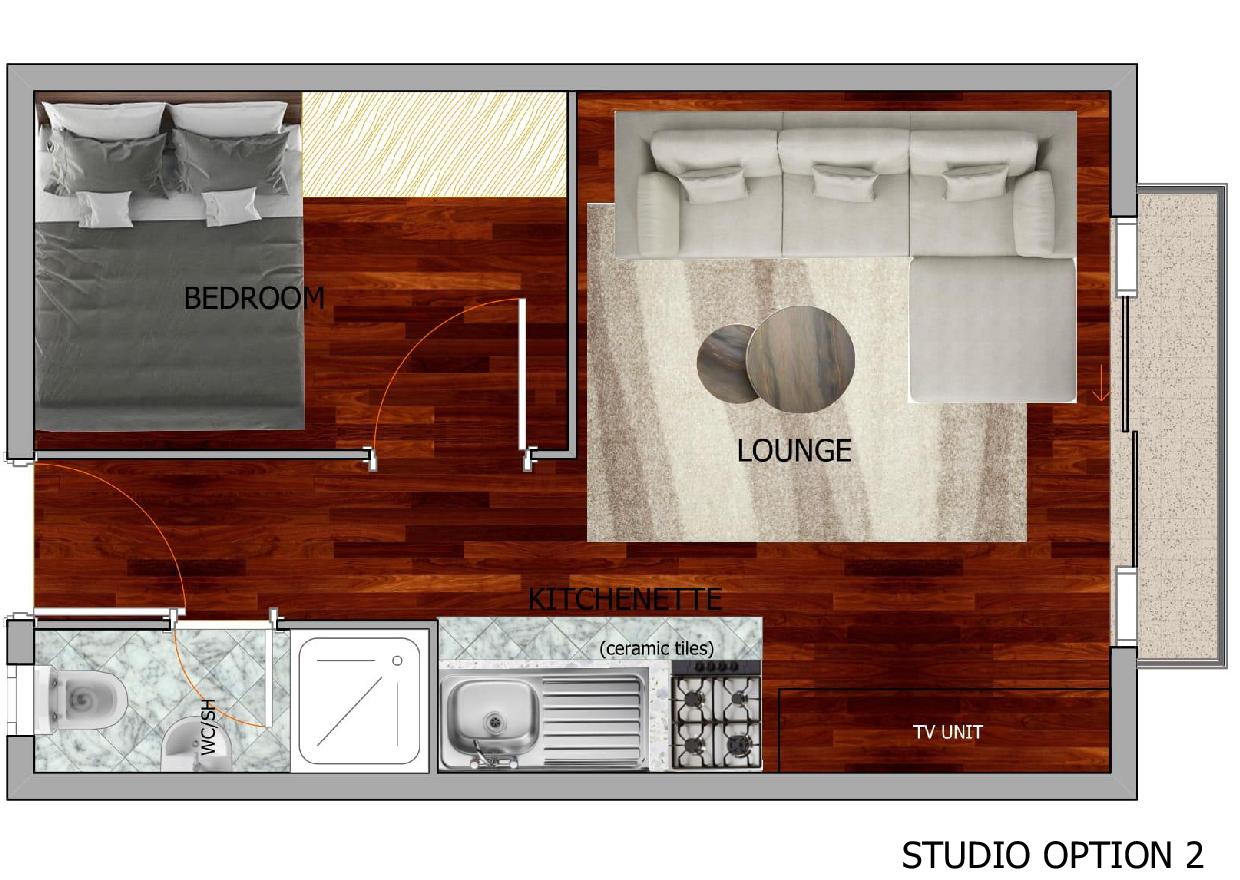 BEDROOM
LOUNGE
KITCHENETTE
(ceramic tiles)
WC/SH
TV UNIT
STUDIO OPTION 2